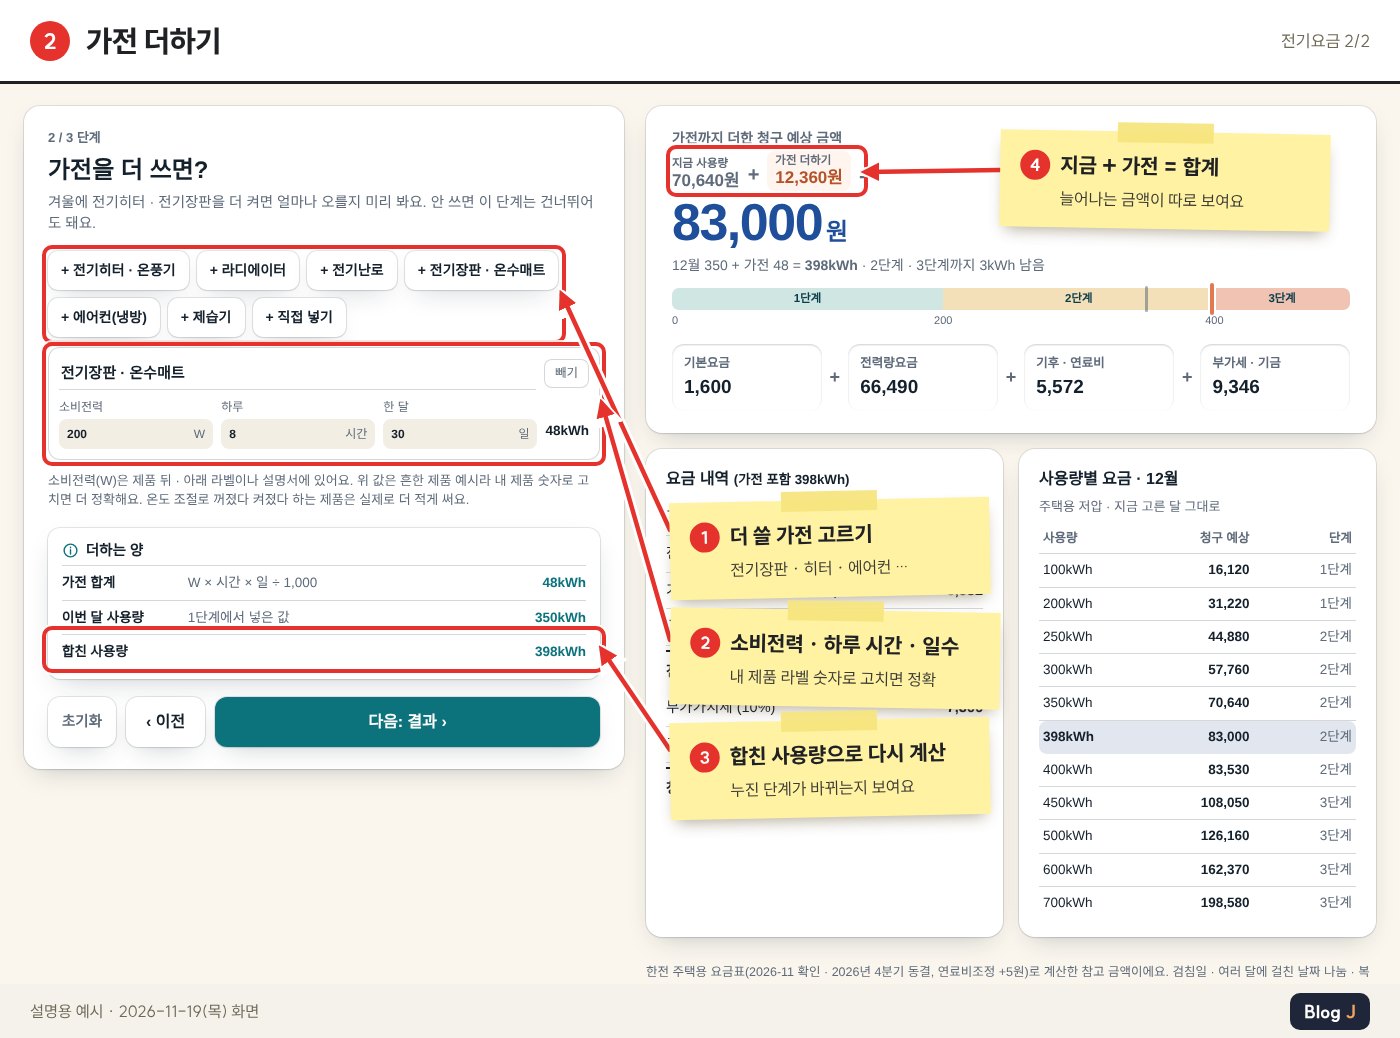 2 가전 더하기
전기요금 2/2
2 / 3 단계
가전을 더 쓰면?
겨울에 전기히터 · 전기장판을 더 켜면 얼마나 오를지 미리 봐요. 안 쓰면 이 단계는 건너뛰어
도 돼요.
+ 전기히터 · 온풍기
+ 라디에이터
+ 전기난로
+ 전기장판 · 온수매트
+ 에어컨(냉방)
+ 제습기
+ 직접 넣기
전기장판 · 온수매트
빼기
소비전력
하루
한 달
200 W
8 시간
30 일
48kWh
소비전력(W)은 제품 뒤 · 아래 라벨이나 설명서에 있어요. 위 값은 흔한 제품 예시라 내 제품 숫자로 고
치면 더 정확해요. 온도 조절로 꺼졌다 켜졌다 하는 제품은 실제로 더 적게 써요.
더하는 양
가전 합계 W × 시간 × 일 ÷ 1,000 48kWh
이번 달 사용량 1단계에서 넣은 값 350kWh
합친 사용량 398kWh
초기화
‹ 이전
다음: 결과 ›
가전까지 더한 청구 예상 금액
지금 사용량
70,640원
+
가전 더하기
12,360원
83,000원
12월 350 + 가전 48 = 398kWh · 2단계 · 3단계까지 3kWh 남음
1단계 2단계 3단계
0 200 400
기본요금
1,600
+
전력량요금
66,490
+
기후 · 연료비
5,572
+
부가세 · 기금
9,346
4 지금 + 가전 = 합계
늘어나는 금액이 따로 보여요
요금 내역 (가전 포함 398kWh)
1 더 쓸 가전 고르기
전기장판 · 히터 · 에어컨 ···
2 소비전력 · 하루 시간 · 일수
내 제품 라벨 숫자로 고치면 정확
부가가치세 (10%)
3 합친 사용량으로 다시 계산
누진 단계가 바뀌는지 보여요
사용량별 요금 · 12월
주택용 저압 · 지금 고른 달 그대로
사용량 청구 예상 단계
100kWh 16,120 1단계
200kWh 31,220 1단계
250kWh 44,880 2단계
300kWh 57,760 2단계
350kWh 70,640 2단계
398kWh 83,000 2단계
400kWh 83,530 2단계
450kWh 108,050 3단계
500kWh 126,160 3단계
600kWh 162,370 3단계
700kWh 198,580 3단계
한전 주택용 요금표(2026-11 확인 · 2026년 4분기 동결, 연료비조정 +5원)로 계산한 참고 금액이에요. 검침일 · 여러 달에 걸친 날짜 나눔 · 복
설명용 예시 · 2026-11-19(목) 화면
Blog J